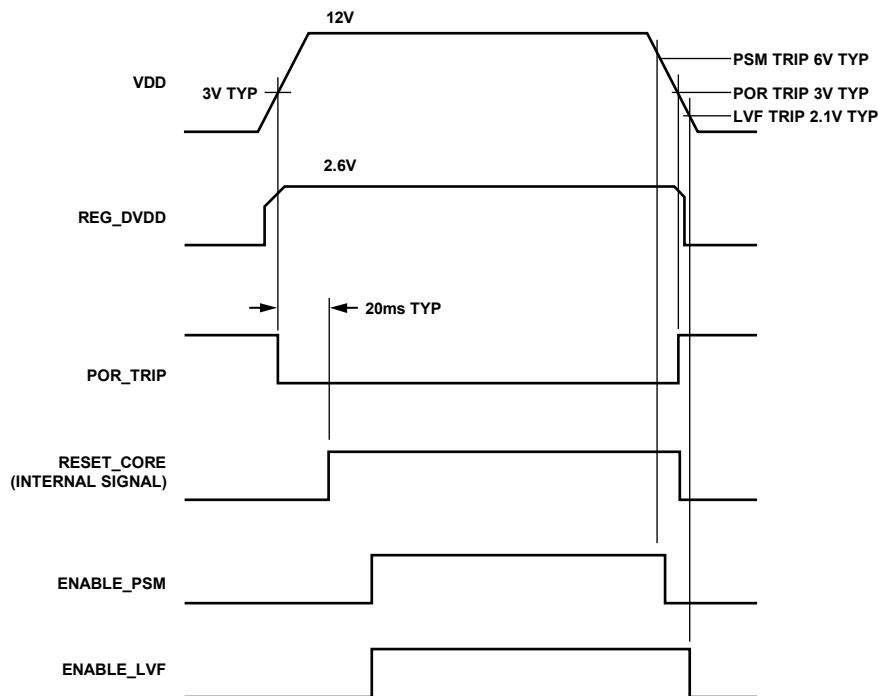 12V
VDD
3V TYP
PSM TRIP 6V TYP
POR TRIP 3V TYP
LVF TRIP 2.1V TYP
2.6V
REG_DVDD
20ms TYP
POR_TRIP
RESET_CORE
(INTERNAL SIGNAL)
ENABLE_PSM
ENABLE_LVF